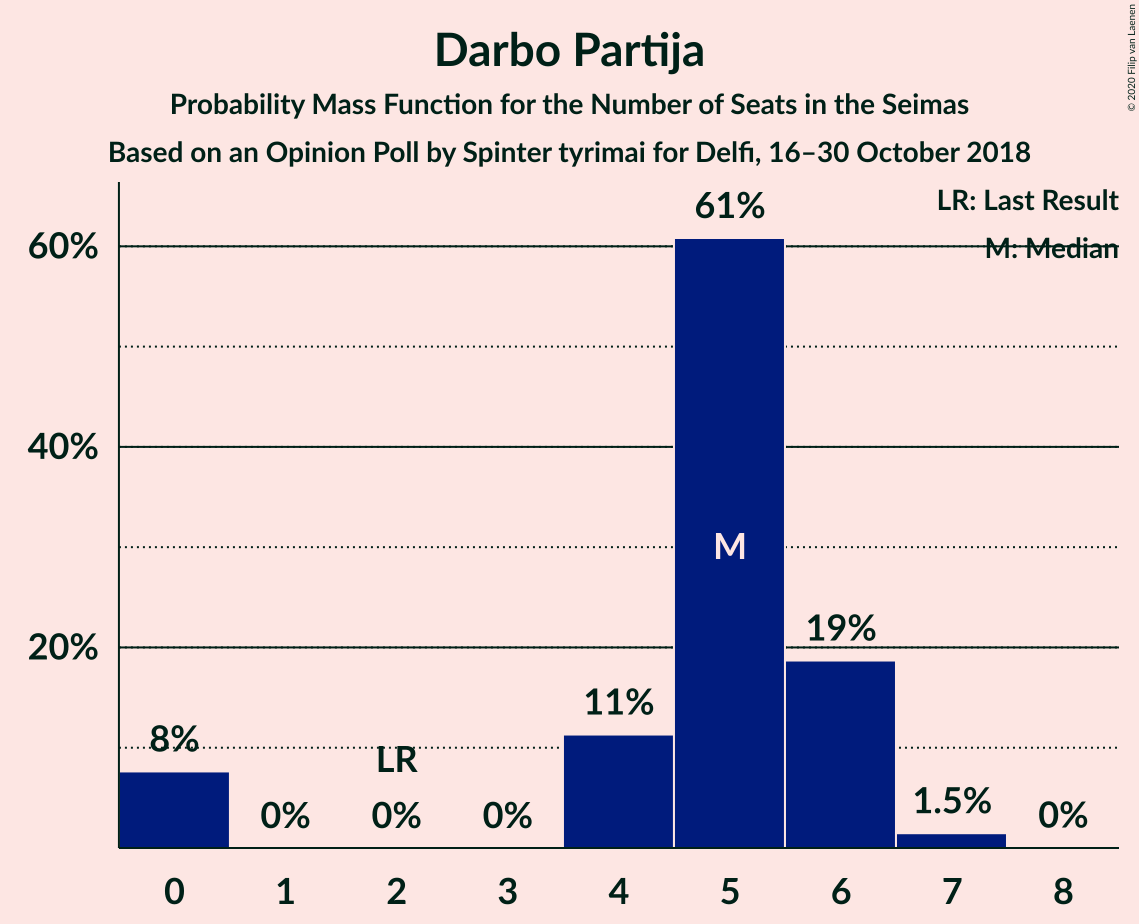 Darbo Partija
Probability Mass Function for the Number of Seats in the Seimas
Based on an Opinion Poll by Spinter tyrimai for Delfi, 16–30 October 2018
© 2020 Filip van Laenen
LR: Last Result
M: Median
60%
40%
20%
8%
0%
LR
0%
0%
11%
61%
M
19%
1.5%
0%
0 1 2 3 4 5 6 7 8